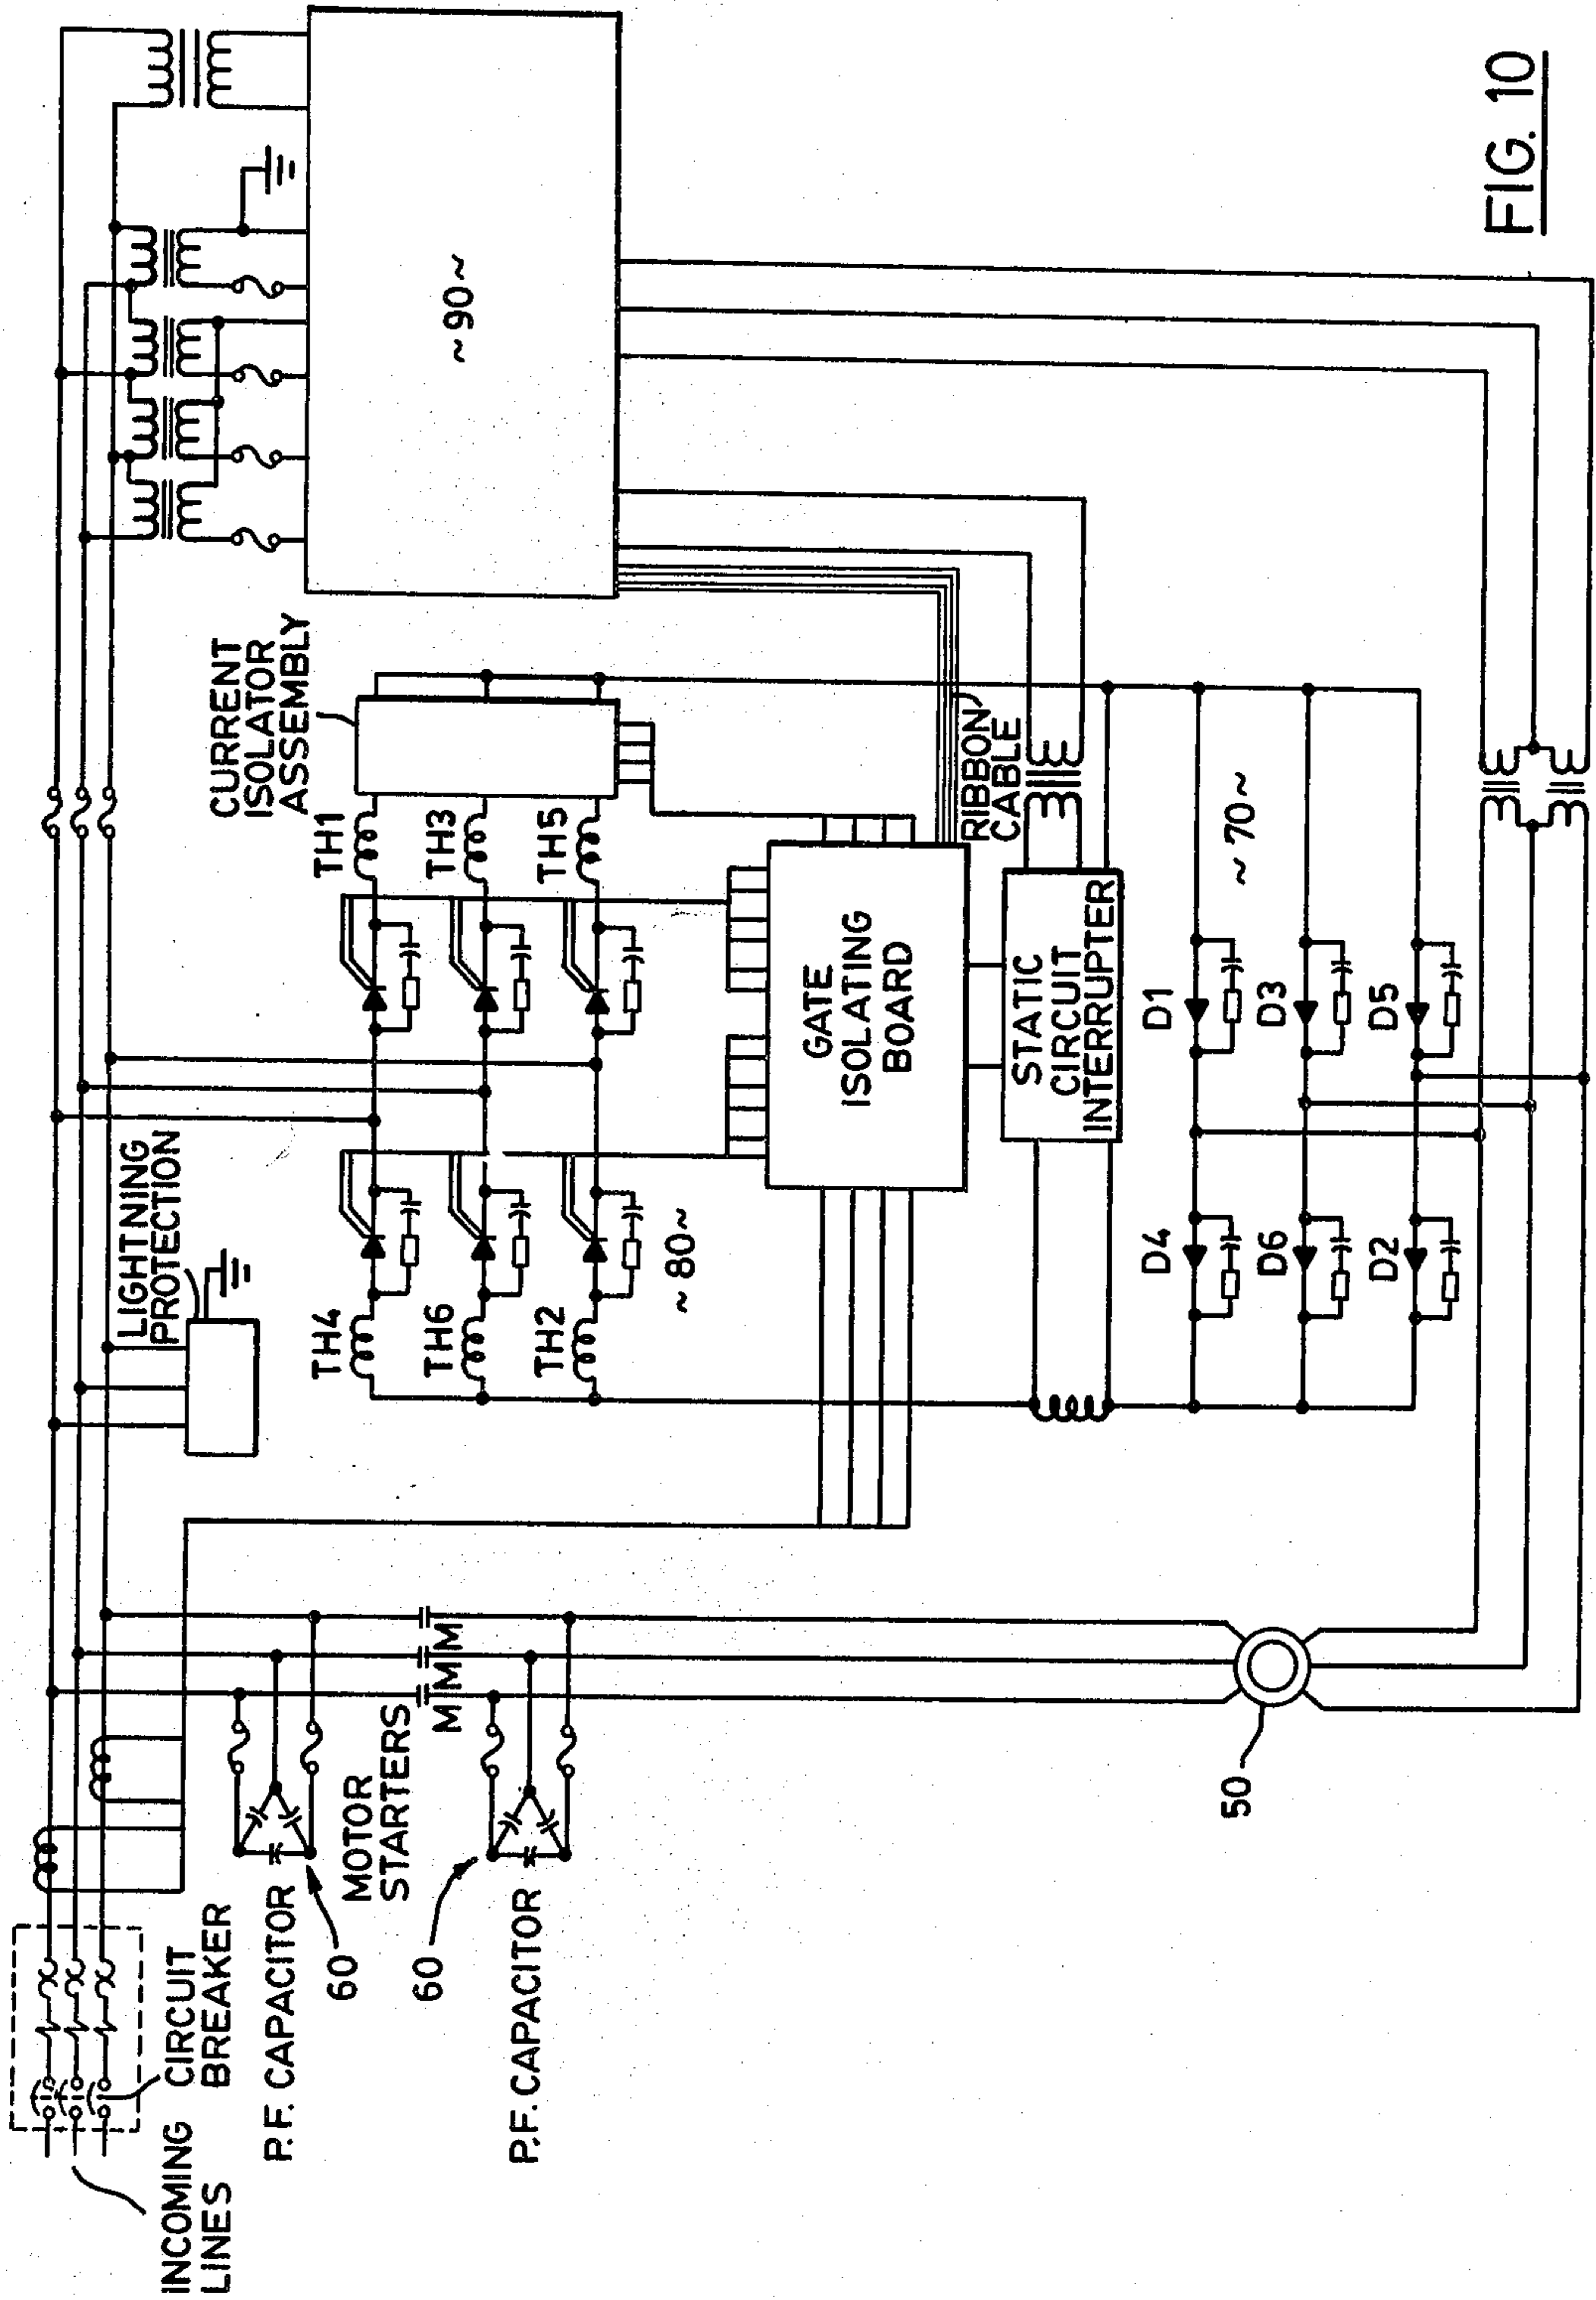 INCOMING
LINES
CIRCUIT
BREAKER
P.F. CAPACITOR
60
MOTOR
STARTERS
M
M
M
60
P.F. CAPACITOR
50
LIGHTNING
PROTECTION
TH4
TH6
TH2
~80~
CURRENT
ISOLATOR
ASSEMBLY
TH1
TH3
TH5
GATE
ISOLATING
BOARD
RIBBON
CABLE
STATIC
CIRCUIT
INTERRUPTER
D4
D6
D2
D1
D3
D5
~70~
~90~
FIG. 10